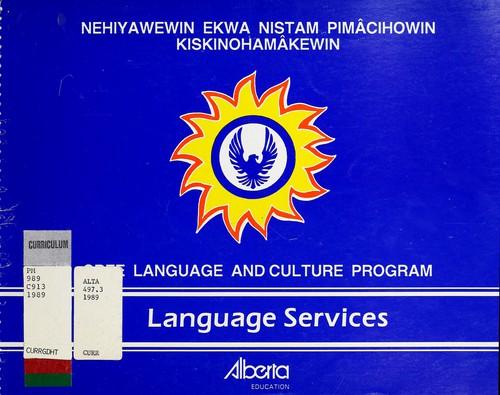 NEHIYAWEWIN EKWA NISTAM PIMÂCIHOWIN
KISKINOHAMÂKEWIN
CURRICULUM
PM
989
C913
1989
CURRGDHT
ALTA
497.3
1989
CURR
LANGUAGE AND CULTURE PROGRAM
Language Services
Alberta
EDUCATION